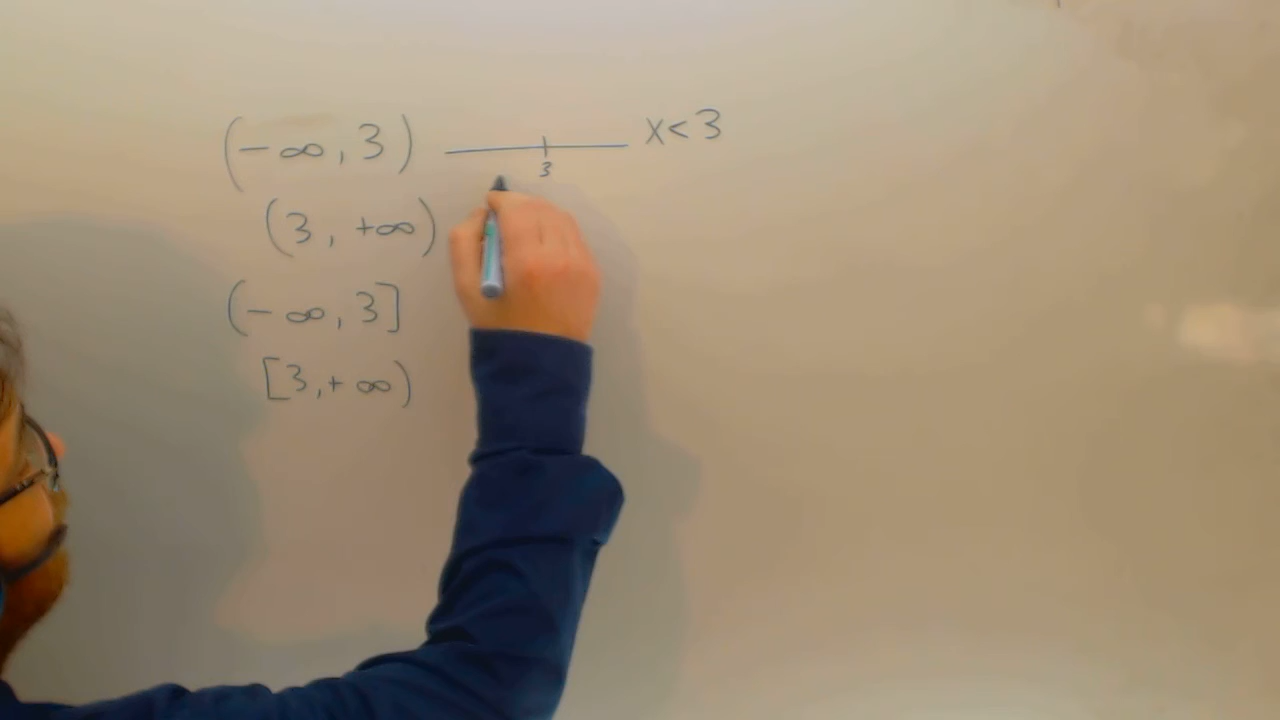 (-∞, 3) x<3
3
(3, +∞)
(-∞, 3]
[3, +∞)